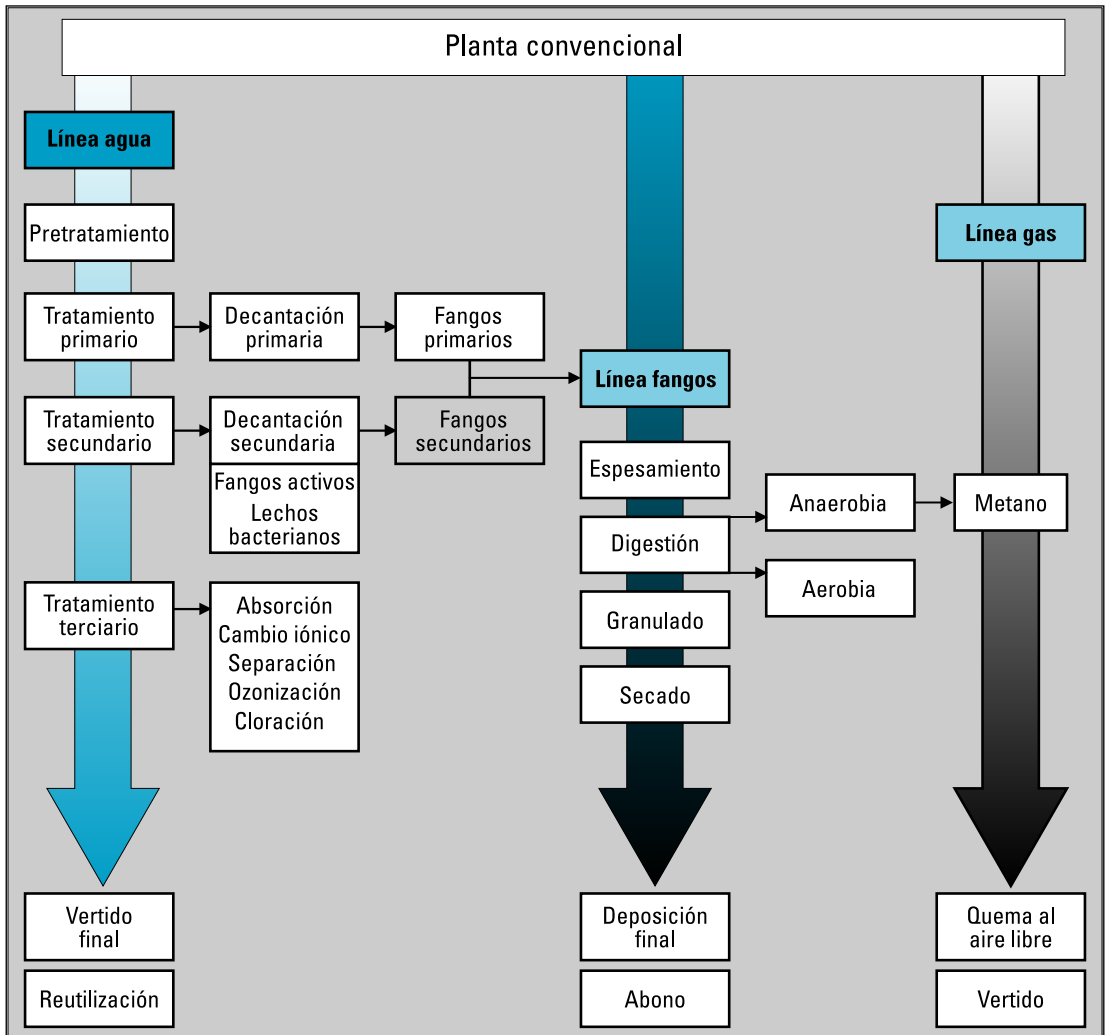 Planta convencional
Línea agua
Pretratamiento
Línea gas
Tratamiento
primario
Decantación
primaria
Fangos
primarios
Línea fangos
Tratamiento
secundario
Decantación
secundaria
Fangos activos
Lechos
bacterianos
Fangos
secundarios
Espesamiento
Digestión
Anaerobia
Metano
Aerobia
Granulado
Secado
Tratamiento
terciario
Absorción
Cambio iónico
Separación
Ozonización
Cloración
Vertido
final
Deposición
final
Quema al
aire libre
Reutilización
Abono
Vertido